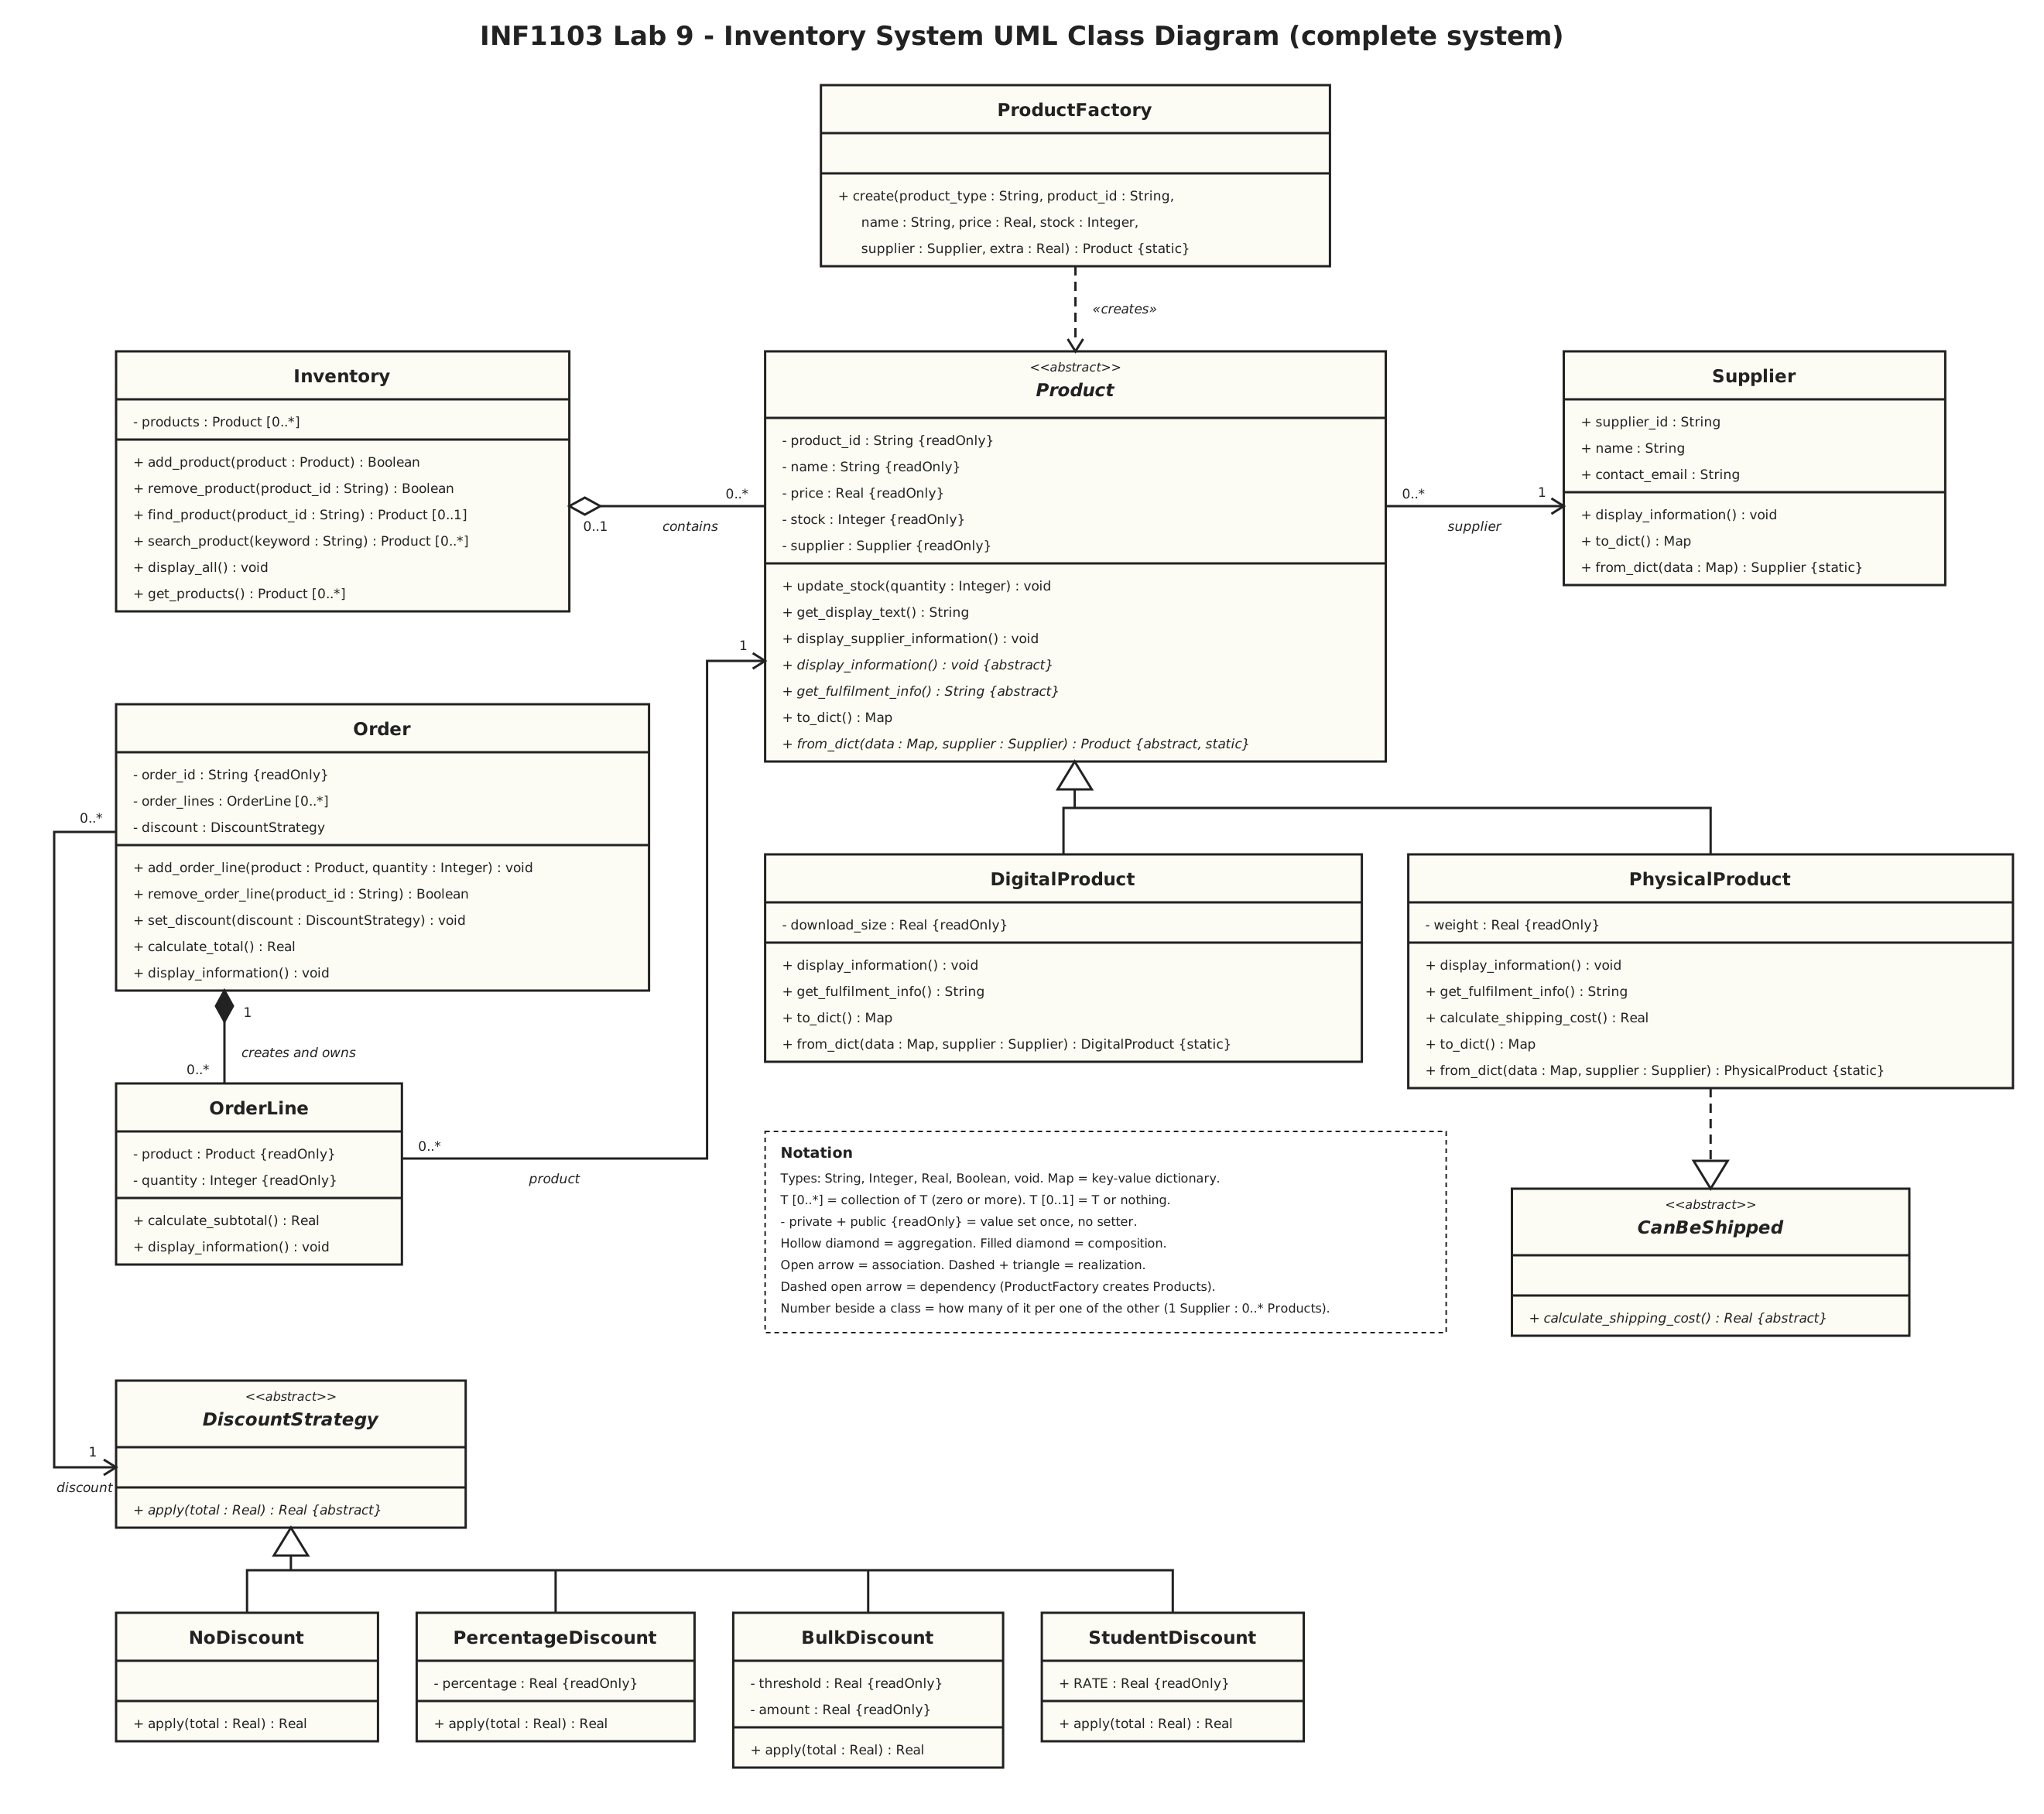 INF1103 Lab 9 - Inventory System UML Class Diagram (complete system)
ProductFactory
+ create(product_type : String, product_id : String,
name : String, price : Real, stock : Integer,
supplier : Supplier, extra : Real) : Product {static}
«creates»
Inventory
- products : Product [0..*]
+ add_product(product : Product) : Boolean
+ remove_product(product_id : String) : Boolean
+ find_product(product_id : String) : Product [0..1]
+ search_product(keyword : String) : Product [0..*]
+ display_all() : void
+ get_products() : Product [0..*]
0..1
contains
0..*
<<abstract>>
Product
- product_id : String {readOnly}
- name : String {readOnly}
- price : Real {readOnly}
- stock : Integer {readOnly}
- supplier : Supplier {readOnly}
+ update_stock(quantity : Integer) : void
+ get_display_text() : String
+ display_supplier_information() : void
+ display_information() : void {abstract}
+ get_fulfilment_info() : String {abstract}
+ to_dict() : Map
+ from_dict(data : Map, supplier : Supplier) : Product {abstract, static}
0..*
supplier
1
Supplier
+ supplier_id : String
+ name : String
+ contact_email : String
+ display_information() : void
+ to_dict() : Map
+ from_dict(data : Map) : Supplier {static}
1
Order
- order_id : String {readOnly}
- order_lines : OrderLine [0..*]
- discount : DiscountStrategy
+ add_order_line(product : Product, quantity : Integer) : void
+ remove_order_line(product_id : String) : Boolean
+ set_discount(discount : DiscountStrategy) : void
+ calculate_total() : Real
+ display_information() : void
0..*
1
creates and owns
0..*
DigitalProduct
- download_size : Real {readOnly}
+ display_information() : void
+ get_fulfilment_info() : String
+ to_dict() : Map
+ from_dict(data : Map, supplier : Supplier) : DigitalProduct {static}
PhysicalProduct
- weight : Real {readOnly}
+ display_information() : void
+ get_fulfilment_info() : String
+ calculate_shipping_cost() : Real
+ to_dict() : Map
+ from_dict(data : Map, supplier : Supplier) : PhysicalProduct {static}
OrderLine
- product : Product {readOnly}
- quantity : Integer {readOnly}
+ calculate_subtotal() : Real
+ display_information() : void
0..*
product
Notation
Types: String, Integer, Real, Boolean, void. Map = key-value dictionary.
T [0..*] = collection of T (zero or more). T [0..1] = T or nothing.
- private + public {readOnly} = value set once, no setter.
Hollow diamond = aggregation. Filled diamond = composition.
Open arrow = association. Dashed + triangle = realization.
Dashed open arrow = dependency (ProductFactory creates Products).
Number beside a class = how many of it per one of the other (1 Supplier : 0..* Products).
<<abstract>>
CanBeShipped
+ calculate_shipping_cost() : Real {abstract}
<<abstract>>
DiscountStrategy
+ apply(total : Real) : Real {abstract}
1
discount
NoDiscount
+ apply(total : Real) : Real
PercentageDiscount
- percentage : Real {readOnly}
+ apply(total : Real) : Real
BulkDiscount
- threshold : Real {readOnly}
- amount : Real {readOnly}
+ apply(total : Real) : Real
StudentDiscount
+ RATE : Real {readOnly}
+ apply(total : Real) : Real